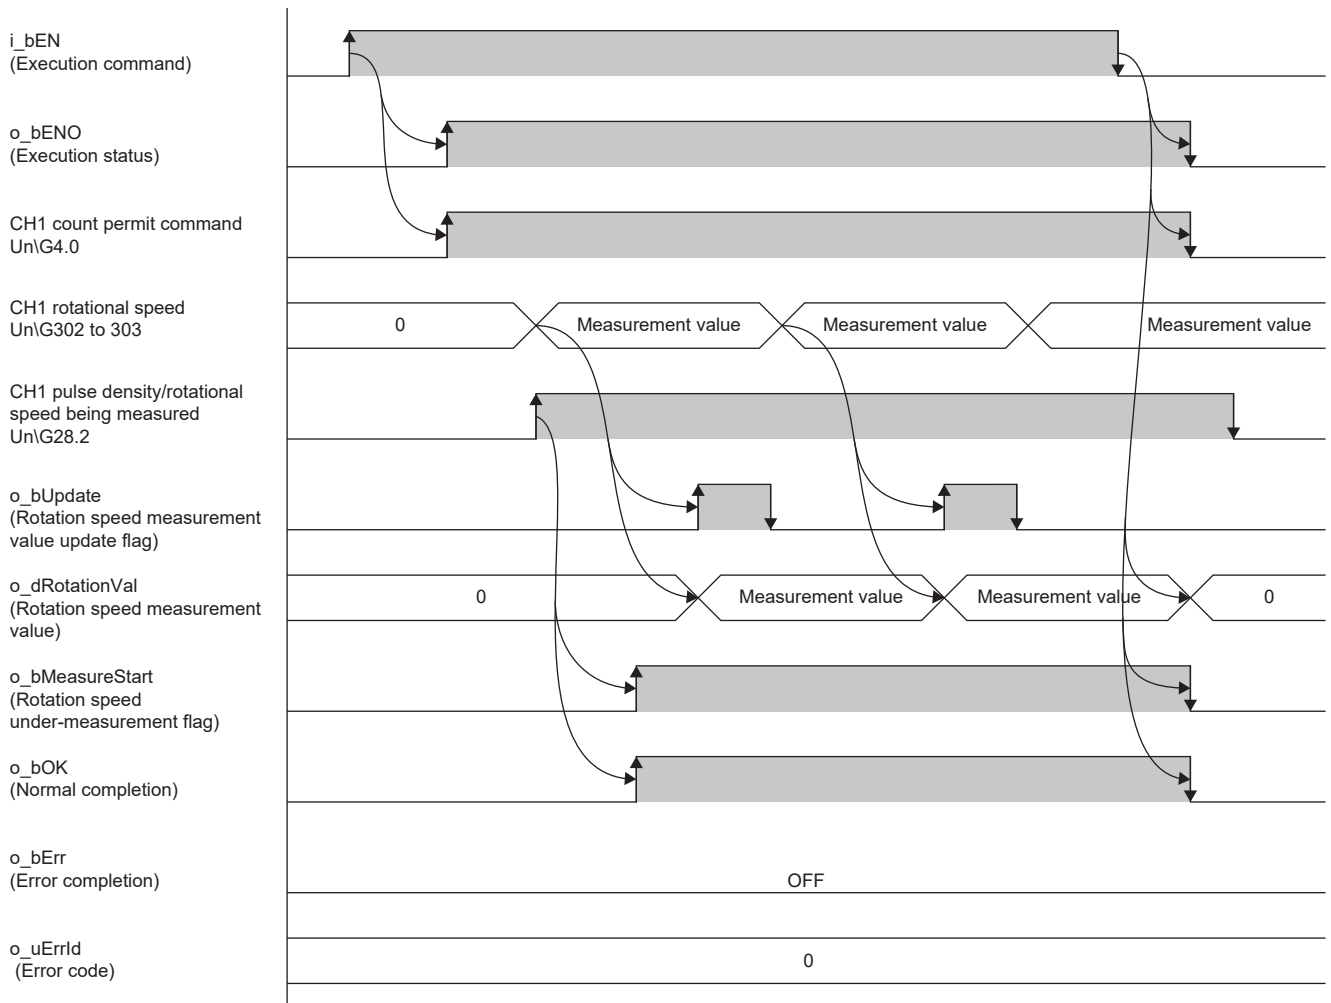 i_bEN
(Execution command)
o_bENO
(Execution status)
CH1 count permit command
Un\G4.0
CH1 rotational speed
Un\G302 to 303
0
Measurement value
Measurement value
Measurement value
CH1 pulse density/rotational
speed being measured
Un\G28.2
o_bUpdate
(Rotation speed measurement
value update flag)
o_dRotationVal
(Rotation speed measurement
value)
0
Measurement value
Measurement value
0
o_bMeasureStart
(Rotation speed
under-measurement flag)
o_bOK
(Normal completion)
o_bErr
(Error completion)
OFF
o_uErrId
(Error code)
0